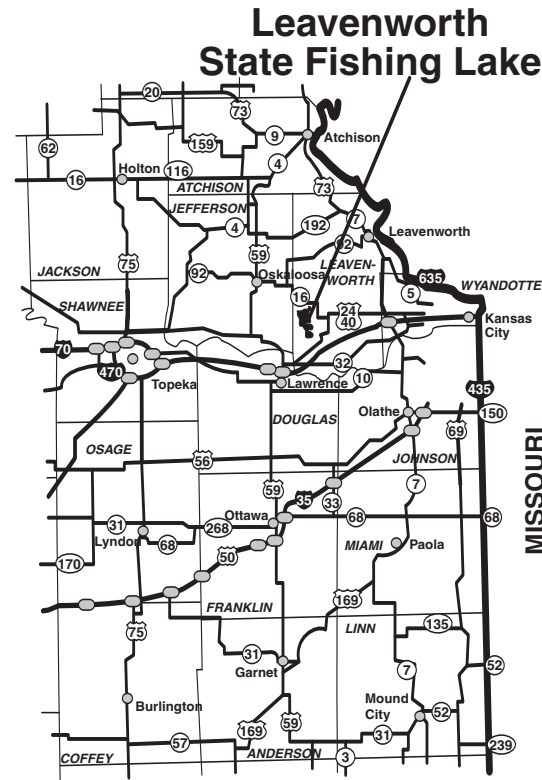 Leavenworth
State Fishing Lake
20
73
62
159
9
Atchison
4
Holton
116
16
ATCHISON
73
JEFFERSON
192
7
4
Leavenworth
59
92
75
LEAVEN-
WORTH
JACKSON
92
Oskaloosa
635
WYANDOTTE
5
16
SHAWNEE
24
40
Kansas
City
70
32
470
10
Topeka
Lawrence
435
Olathe
150
DOUGLAS
69
OSAGE
56
JOHNSON
MISSOURI
59
7
35
33
Ottawa
68
68
31
268
Lyndon
68
50
MIAMI
Paola
170
169
FRANKLIN
LINN
135
75
31
52
Garnet
7
Burlington
Mound
City
52
59
169
31
57
239
COFFEY
ANDERSON
3